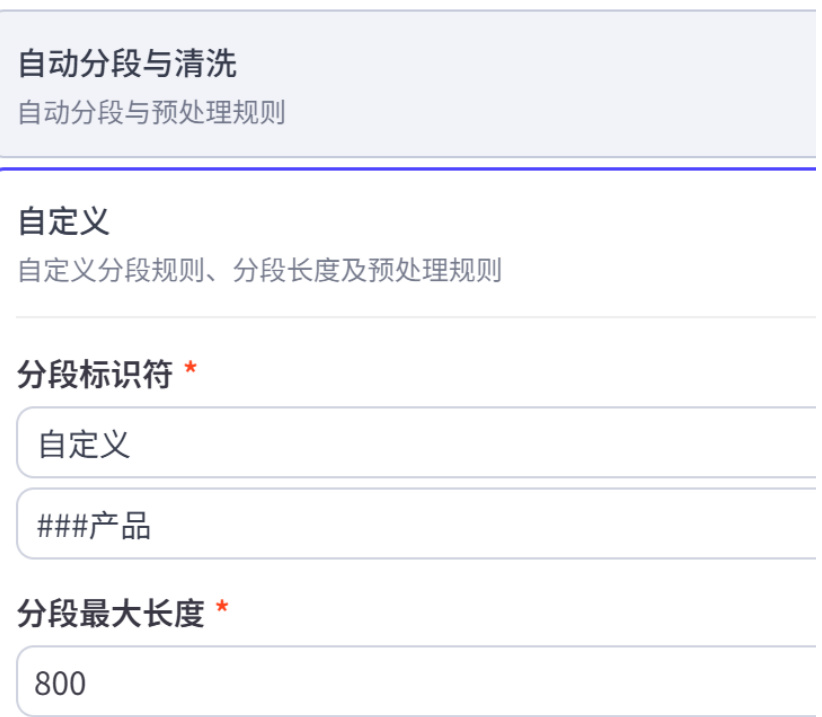 自动分段与清洗
自动分段与预处理规则
自定义
自定义分段规则、分段长度及预处理规则
分段标识符 *
自定义
###产品
分段最大长度 *
800